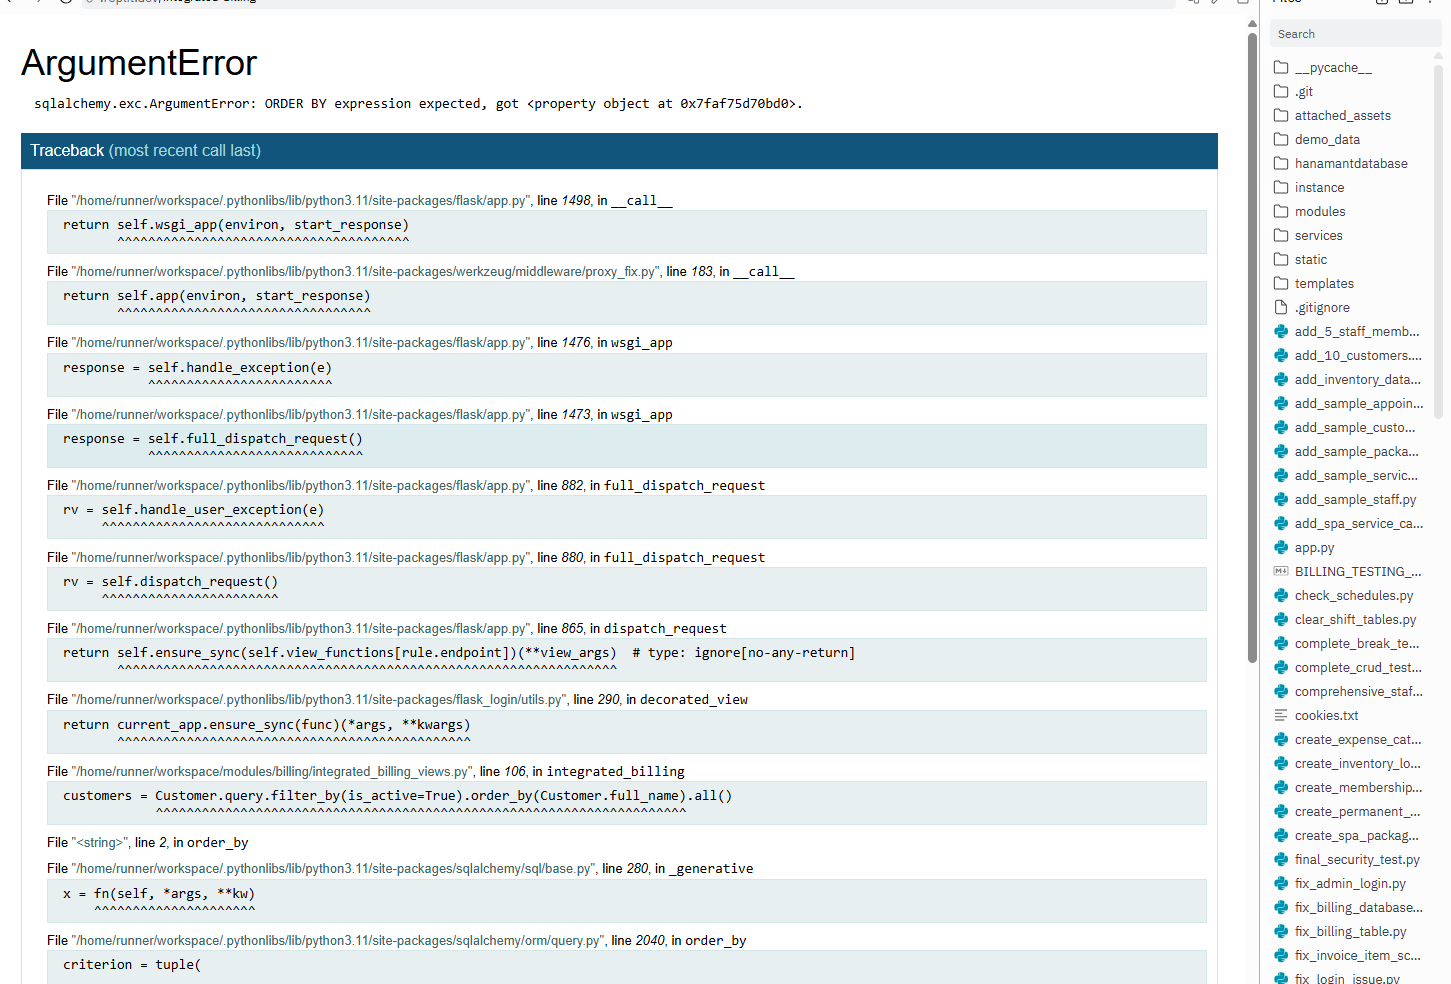 ArgumentError
sqlalchemy.exc.ArgumentError: ORDER BY expression expected, got <property object at 0x7faf75d70bd0>.
Traceback (most recent call last)
File "/home/runner/workspace/.pythonlibs/lib/python3.11/site-packages/flask/app.py", line 1498, in __call__
return self.wsgi_app(environ, start_response)
^^^^^^^^^^^^^^^^^^^^^^^^^^^^^^^^^^^^^^
File "/home/runner/workspace/.pythonlibs/lib/python3.11/site-packages/werkzeug/middleware/proxy_fix.py", line 183, in __call__
return self.app(environ, start_response)
^^^^^^^^^^^^^^^^^^^^^^^^^^^^^^^^^
File "/home/runner/workspace/.pythonlibs/lib/python3.11/site-packages/flask/app.py", line 1476, in wsgi_app
response = self.handle_exception(e)
^^^^^^^^^^^^^^^^^^^^^^^^
File "/home/runner/workspace/.pythonlibs/lib/python3.11/site-packages/flask/app.py", line 1473, in wsgi_app
response = self.full_dispatch_request()
^^^^^^^^^^^^^^^^^^^^^^^^^^^^
File "/home/runner/workspace/.pythonlibs/lib/python3.11/site-packages/flask/app.py", line 882, in full_dispatch_request
rv = self.handle_user_exception(e)
^^^^^^^^^^^^^^^^^^^^^^^^^^^^^
File "/home/runner/workspace/.pythonlibs/lib/python3.11/site-packages/flask/app.py", line 880, in full_dispatch_request
rv = self.dispatch_request()
^^^^^^^^^^^^^^^^^^^^^^^
File "/home/runner/workspace/.pythonlibs/lib/python3.11/site-packages/flask/app.py", line 865, in dispatch_request
return self.ensure_sync(self.view_functions[rule.endpoint])(**view_args)  # type: ignore[no-any-return]
^^^^^^^^^^^^^^^^^^^^^^^^^^^^^^^^^^^^^^^^^^^^^^^^^^^^^^^^^^^^^^^^^
File "/home/runner/workspace/.pythonlibs/lib/python3.11/site-packages/flask_login/utils.py", line 290, in decorated_view
return current_app.ensure_sync(func)(*args, **kwargs)
^^^^^^^^^^^^^^^^^^^^^^^^^^^^^^^^^^^^^^^^^^^^^^
File "/home/runner/workspace/modules/billing/integrated_billing_views.py", line 106, in integrated_billing
customers = Customer.query.filter_by(is_active=True).order_by(Customer.full_name).all()
^^^^^^^^^^^^^^^^^^^^^^^^^^^^^^^^^^^^^^^^^^^^^^^^^^^^^^^^^^^^^^^^^^^^^
File "<string>", line 2, in order_by
File "/home/runner/workspace/.pythonlibs/lib/python3.11/site-packages/sqlalchemy/sql/base.py", line 280, in _generative
x = fn(self, *args, **kw)
^^^^^^^^^^^^^^^^^^^^^
File "/home/runner/workspace/.pythonlibs/lib/python3.11/site-packages/sqlalchemy/orm/query.py", line 2040, in order_by
criterion = tuple(
Search
__pycache__
.git
attached_assets
demo_data
hanamantdatabase
instance
modules
services
static
templates
.gitignore
add_5_staff_memb...
add_10_customers....
add_inventory_data...
add_sample_appoin...
add_sample_custo...
add_sample_packa...
add_sample_servic...
add_sample_staff.py
add_spa_service_ca...
app.py
BILLING_TESTING_...
check_schedules.py
clear_shift_tables.py
complete_break_te...
complete_crud_test...
comprehensive_staf...
cookies.txt
create_expense_cat...
create_inventory_lo...
create_membership...
create_permanent_...
create_spa_packag...
final_security_test.py
fix_admin_login.py
fix_billing_database...
fix_billing_table.py
fix_invoice_item_sc...
fix_login_issue.py